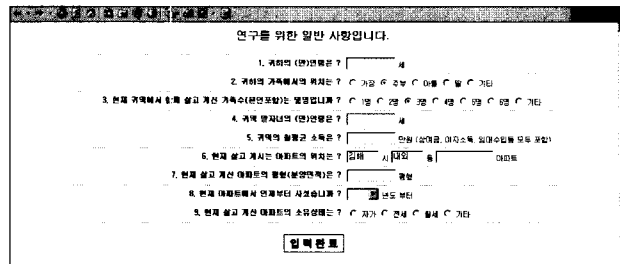 연구를 위한 일반 사항입니다.
1. 귀하의 (만)연령은 ? 세
2. 귀하의 가족에서의 위치는 ? 가장 주부 아들 딸 기타
3. 현재 귀댁에서 함께 살고 계신 가족수(본인포함)는 몇명입니까 ? 1명 2명 3명 4명 5명 6명 기타
4. 귀댁 맏자녀의 (만)연령은 ? 세
5. 귀댁의 월평균 소득은 ? 만원 (상여금, 이자소득, 임대수입등 모두 포함)
6. 현재 살고 계시는 아파트의 위치는 ? 김해 시 내외 동 아파트
7. 현재 살고 계신 아파트의 평형(분양면적)은 ? 평형
8. 현재 아파트에서 언제부터 사셨습니까 ? 년도 부터
9. 현재 살고 계신 아파트의 소유상태는 ? 자가 전세 월세 기타
입력완료